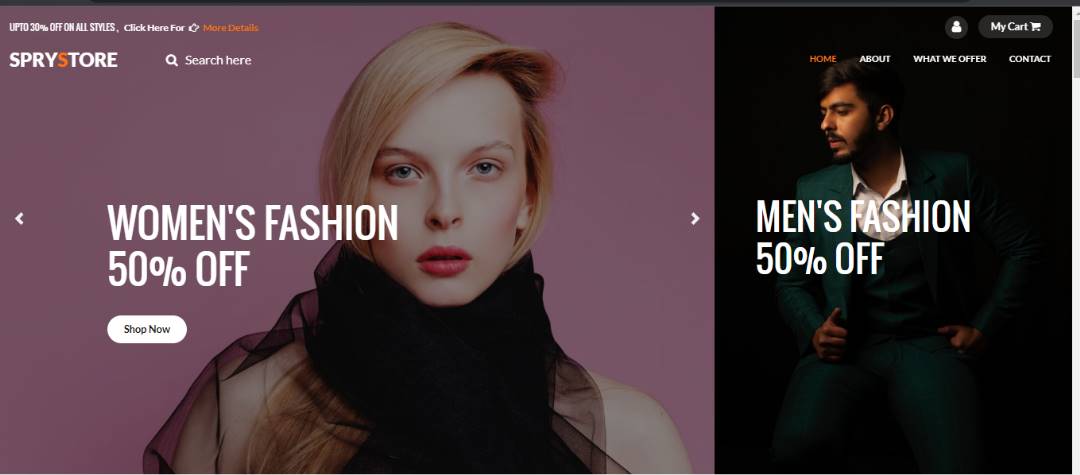 UPTO 30% OFF ON ALL STYLES , Click Here For More Details
My Cart
SPRYSTORE
Search here
HOME ABOUT WHAT WE OFFER CONTACT
WOMEN'S FASHION
50% OFF
Shop Now
MEN'S FASHION
50% OFF